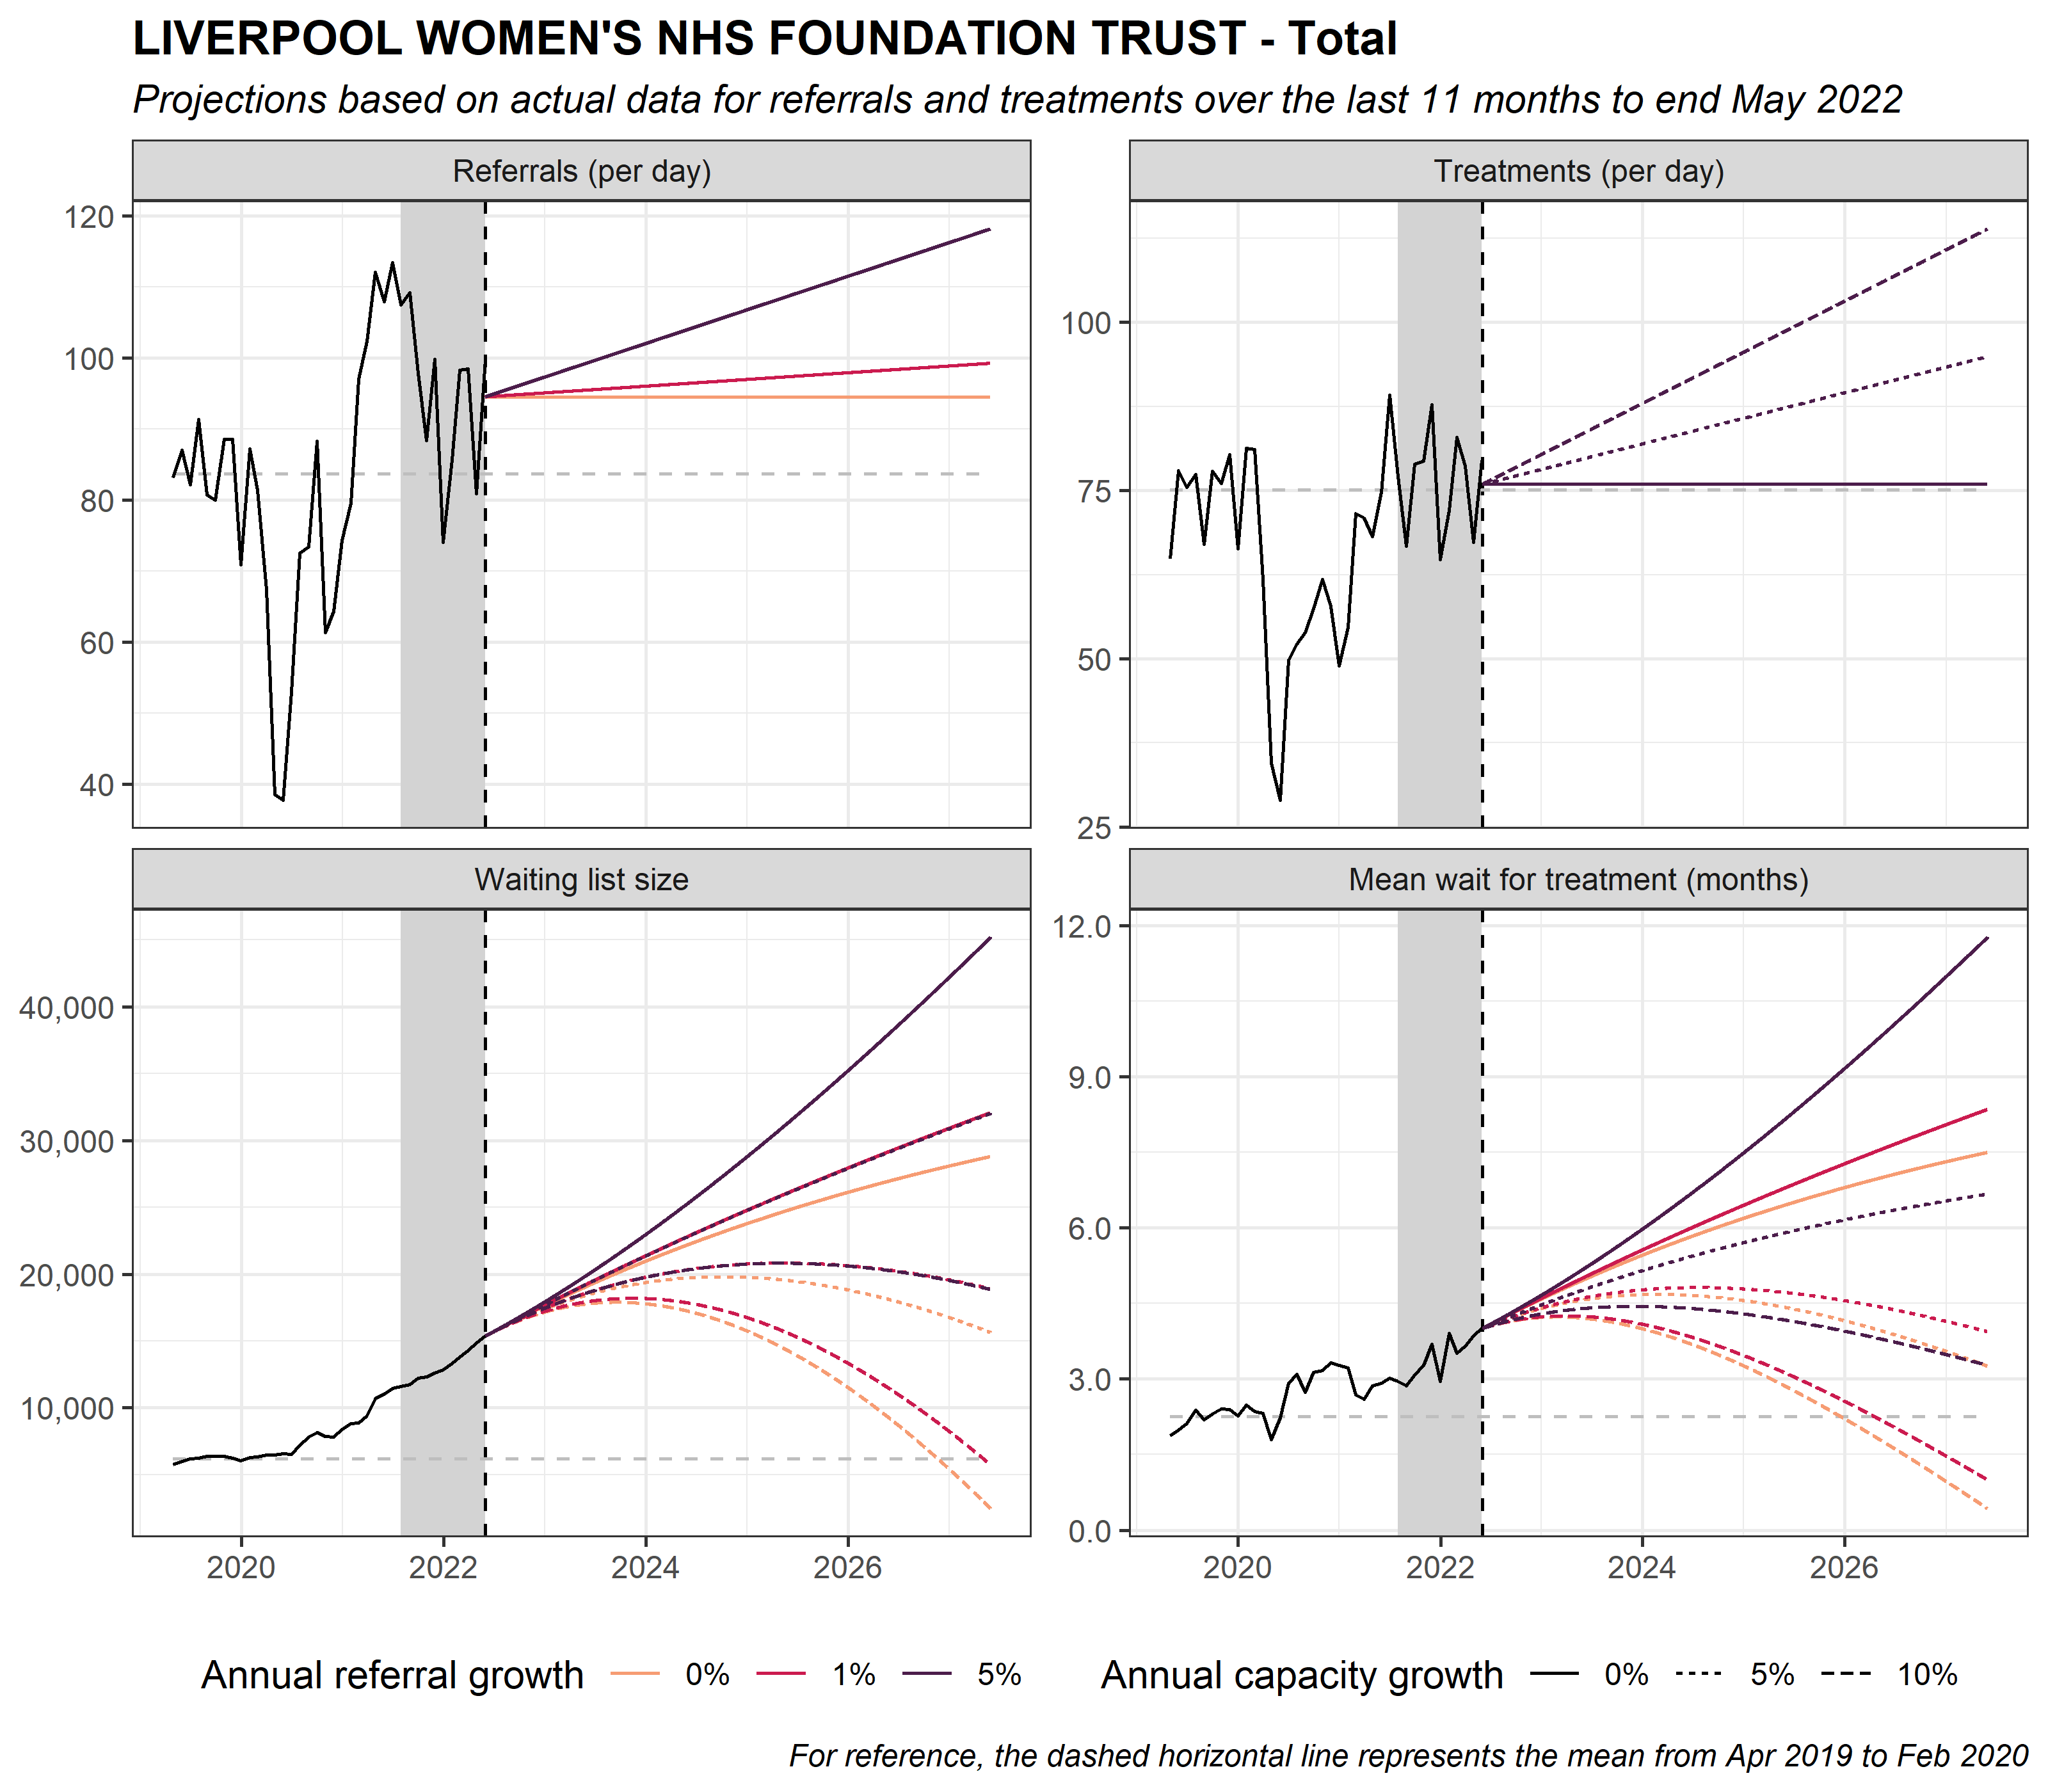 LIVERPOOL WOMEN'S NHS FOUNDATION TRUST - Total
Projections based on actual data for referrals and treatments over the last 11 months to end May 2022
Referrals (per day)
120
100
80
60
40
Treatments (per day)
100
75
50
25
Waiting list size
40,000
30,000
20,000
10,000
2020 2022 2024 2026
Mean wait for treatment (months)
12.0
9.0
6.0
3.0
0.0
2020 2022 2024 2026
Annual referral growth 0% 1% 5%
Annual capacity growth 0% 5% 10%
For reference, the dashed horizontal line represents the mean from Apr 2019 to Feb 2020